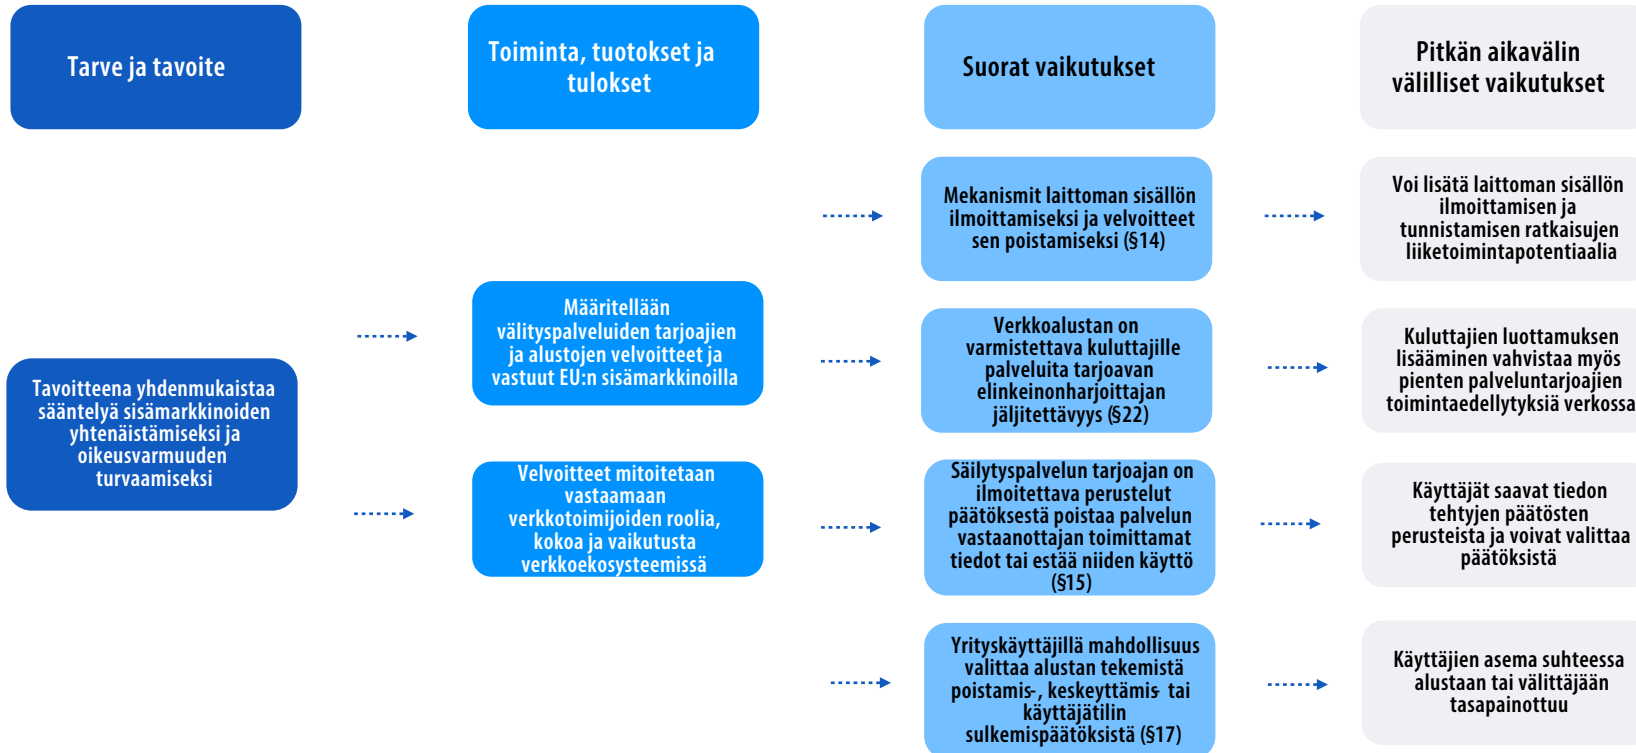 Tarve ja tavoite
Toiminta, tuotokset ja
tulokset
Suorat vaikutukset
Pitkän aikavälin
välilliset vaikutukset
Tavoitteena yhdenmukaistaa
sääntelyä sisämarkkinoiden
yhtenäistämiseksi ja
oikeusvarmuuden
turvaamiseksi
Määritellään
välityspalveluiden tarjoajien
ja alustojen velvoitteet ja
vastuut EU:n sisämarkkinoilla
Velvoitteet mitoitetaan
vastaamaan
verkkotoimijoiden roolia,
kokoa ja vaikutusta
verkkoekosysteemissä
Mekanismit laittoman sisällön
ilmoittamiseksi ja velvoitteet
sen poistamiseksi (§14)
Voi lisätä laittoman sisällön
ilmoittamisen ja
tunnistamisen ratkaisujen
liiketoimintapotentiaalia
Verkkoalustan on
varmistettava kuluttajille
palveluita tarjoavan
elinkeinonharjoittajan
jäljitettävyys (§22)
Kuluttajien luottamuksen
lisääminen vahvistaa myös
pienten palveluntarjoajien
toimintaedellytyksiä verkossa
Säilytyspalvelun tarjoajan on
ilmoitettava perustelut
päätöksestä poistaa palvelun
vastaanottajan toimittamat
tiedot tai estää niiden käyttö
(§15)
Käyttäjät saavat tiedon
tehtyjen päätösten
perusteista ja voivat valittaa
päätöksistä
Yrityskäyttäjillä mahdollisuus
valittaa alustan tekemistä
poistamis-, keskeyttämis- tai
käyttäjätilin
sulkemispäätöksistä (§17)
Käyttäjien asema suhteessa
alustaan tai välittäjään
tasapainottuu